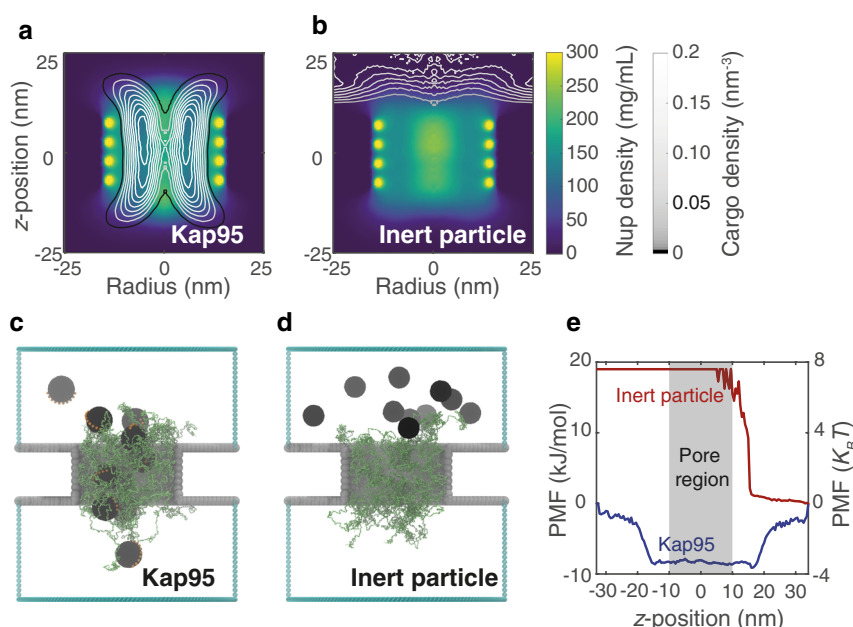 a
b
25
0
-25
z-position (nm)
Kap95
-25
0
25
Radius (nm)
25
0
-25
Inert particle
-25
0
25
Radius (nm)
300
250
200
150
100
50
0
Nup density (mg/mL)
0.2
0.15
0.1
0.05
0
Cargo density (nm⁻³)
c
d
e
Kap95
Inert particle
20
10
0
-10
PMF (kJ/mol)
Inert particle
Pore
region
Kap95
8
4
0
-4
PMF (K_B T)
-30 -20 -10 0 10 20 30
z-position (nm)